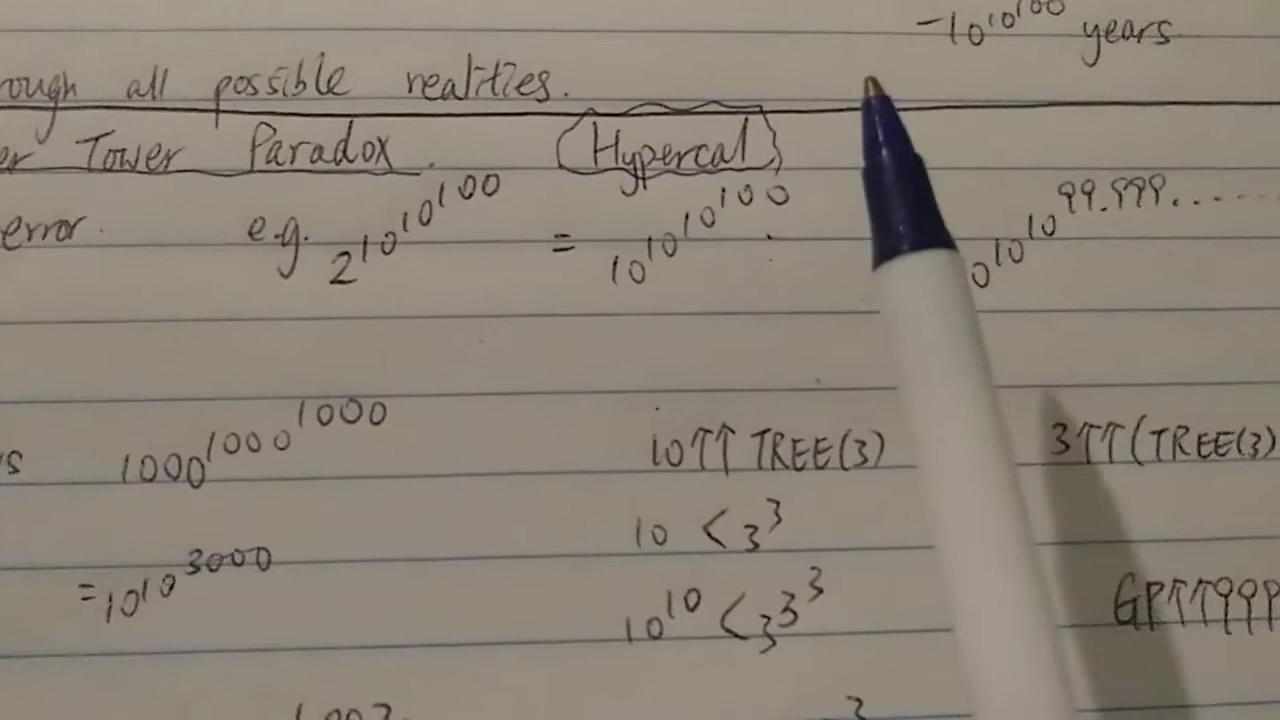 -10^10^100 years
rough all possible realities.
er Tower Paradox. (Hypercal)
error. e.g. 2^10^10^100 = 10^10^10^100 0^10^10^99.999.......
s 1000^1000^1000 10↑↑TREE(3) 3↑↑(TREE(3)
10 < 3^3
=10^10^3000
10^10 < 3^3^3 GP↑↑999
3